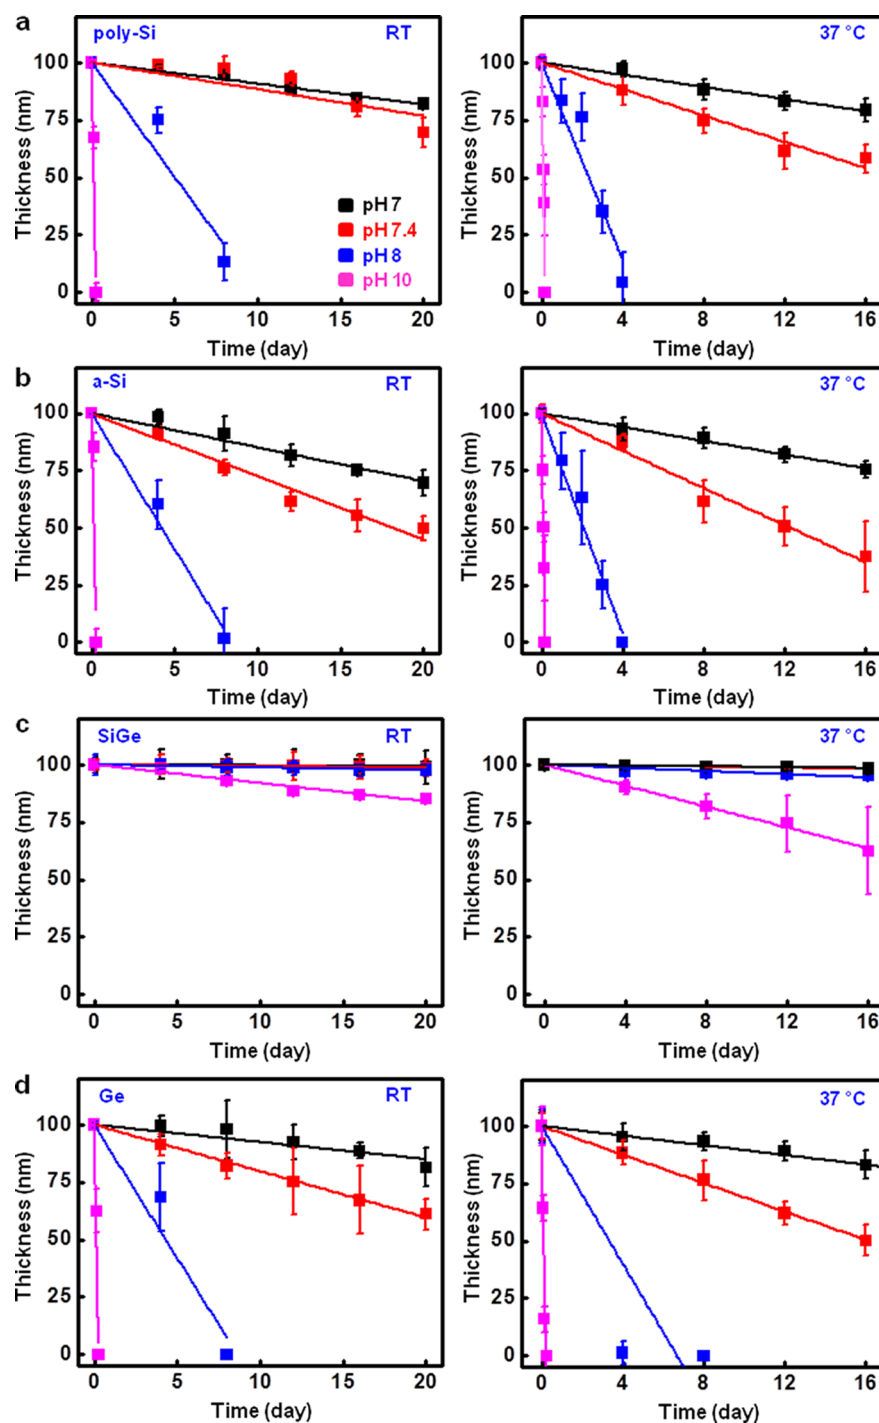 a
poly-Si RT
Thickness (nm)
100
75
50
25
0
pH 7
pH 7.4
pH 8
pH 10
0 5 10 15 20
Time (day)
37 °C
Thickness (nm)
100
75
50
25
0
0 4 8 12 16
Time (day)
b
a-Si RT
Thickness (nm)
100
75
50
25
0
0 5 10 15 20
Time (day)
37 °C
Thickness (nm)
100
75
50
25
0
0 4 8 12 16
Time (day)
c
SiGe RT
Thickness (nm)
100
75
50
25
0
0 5 10 15 20
Time (day)
37 °C
Thickness (nm)
100
75
50
25
0
0 4 8 12 16
Time (day)
d
Ge RT
Thickness (nm)
100
75
50
25
0
0 5 10 15 20
Time (day)
37 °C
Thickness (nm)
100
75
50
25
0
0 4 8 12 16
Time (day)